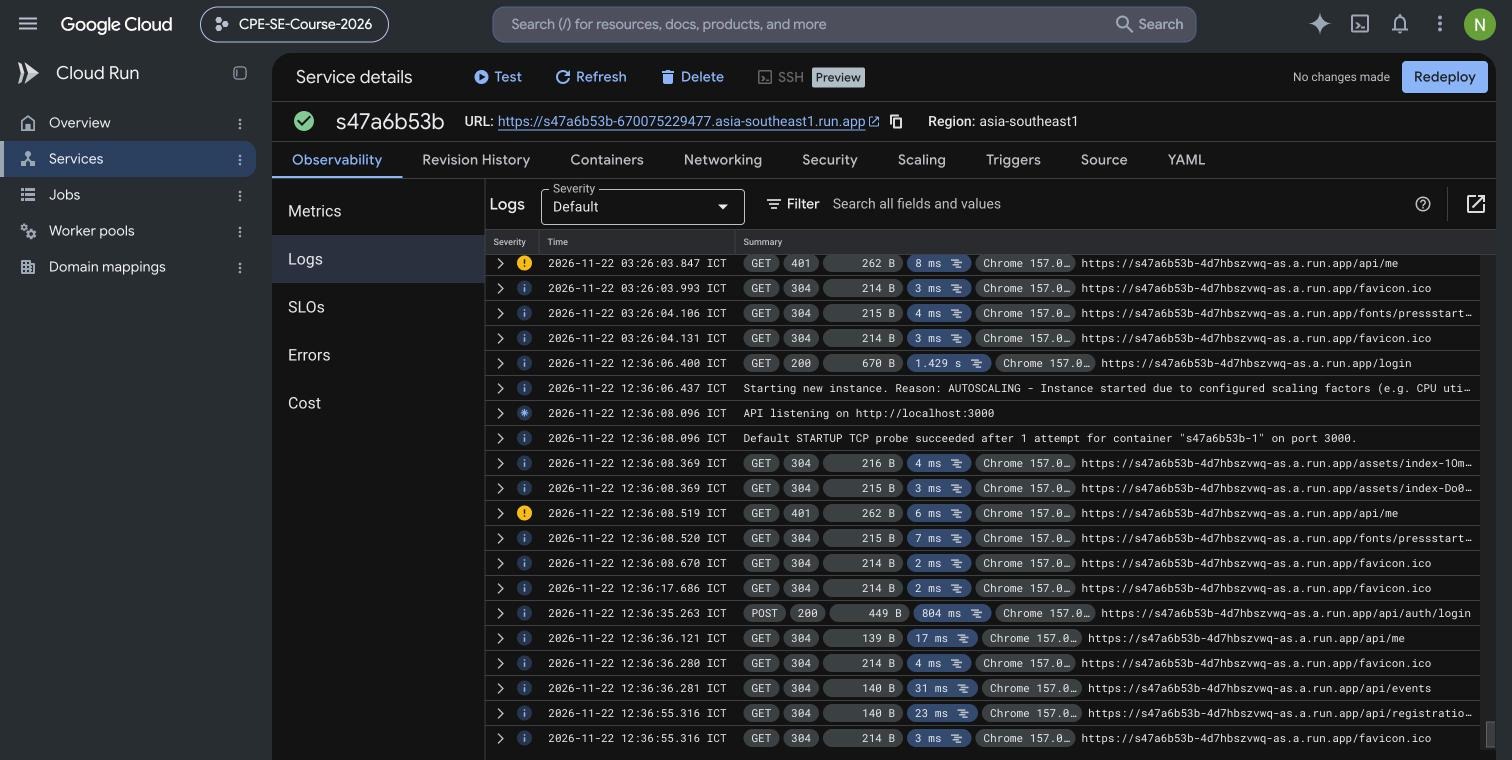 Google Cloud CPE-SE-Course-2026 Search (/) for resources, docs, products, and more Search N
Cloud Run
Overview
Services
Jobs
Worker pools
Domain mappings
Service details Test Refresh Delete SSH Preview No changes made Redeploy
s47a6b53b URL: https://s47a6b53b-670075229477.asia-southeast1.run.app Region: asia-southeast1
Observability Revision History Containers Networking Security Scaling Triggers Source YAML
Metrics
Logs
SLOs
Errors
Cost
Logs Severity Default Filter Search all fields and values
Severity Time Summary
2026-11-22 03:26:03.847 ICT GET 401 262 B 8 ms Chrome 157.0… https://s47a6b53b-4d7hbszvwq-as.a.run.app/api/me
2026-11-22 03:26:03.993 ICT GET 304 214 B 3 ms Chrome 157.0… https://s47a6b53b-4d7hbszvwq-as.a.run.app/favicon.ico
2026-11-22 03:26:04.106 ICT GET 304 215 B 4 ms Chrome 157.0… https://s47a6b53b-4d7hbszvwq-as.a.run.app/fonts/pressstart…
2026-11-22 03:26:04.131 ICT GET 304 214 B 3 ms Chrome 157.0… https://s47a6b53b-4d7hbszvwq-as.a.run.app/favicon.ico
2026-11-22 12:36:06.400 ICT GET 200 670 B 1.429 s Chrome 157.0… https://s47a6b53b-4d7hbszvwq-as.a.run.app/login
2026-11-22 12:36:06.437 ICT Starting new instance. Reason: AUTOSCALING - Instance started due to configured scaling factors (e.g. CPU uti…
2026-11-22 12:36:08.096 ICT API listening on http://localhost:3000
2026-11-22 12:36:08.096 ICT Default STARTUP TCP probe succeeded after 1 attempt for container "s47a6b53b-1" on port 3000.
2026-11-22 12:36:08.369 ICT GET 304 216 B 4 ms Chrome 157.0… https://s47a6b53b-4d7hbszvwq-as.a.run.app/assets/index-1Om…
2026-11-22 12:36:08.369 ICT GET 304 215 B 3 ms Chrome 157.0… https://s47a6b53b-4d7hbszvwq-as.a.run.app/assets/index-Do0…
2026-11-22 12:36:08.519 ICT GET 401 262 B 6 ms Chrome 157.0… https://s47a6b53b-4d7hbszvwq-as.a.run.app/api/me
2026-11-22 12:36:08.520 ICT GET 304 215 B 7 ms Chrome 157.0… https://s47a6b53b-4d7hbszvwq-as.a.run.app/fonts/pressstart…
2026-11-22 12:36:08.670 ICT GET 304 214 B 2 ms Chrome 157.0… https://s47a6b53b-4d7hbszvwq-as.a.run.app/favicon.ico
2026-11-22 12:36:17.686 ICT GET 304 214 B 2 ms Chrome 157.0… https://s47a6b53b-4d7hbszvwq-as.a.run.app/favicon.ico
2026-11-22 12:36:35.263 ICT POST 200 449 B 804 ms Chrome 157.0… https://s47a6b53b-4d7hbszvwq-as.a.run.app/api/auth/login
2026-11-22 12:36:36.121 ICT GET 304 139 B 17 ms Chrome 157.0… https://s47a6b53b-4d7hbszvwq-as.a.run.app/api/me
2026-11-22 12:36:36.280 ICT GET 304 214 B 4 ms Chrome 157.0… https://s47a6b53b-4d7hbszvwq-as.a.run.app/favicon.ico
2026-11-22 12:36:36.281 ICT GET 304 140 B 31 ms Chrome 157.0… https://s47a6b53b-4d7hbszvwq-as.a.run.app/api/events
2026-11-22 12:36:55.316 ICT GET 304 140 B 23 ms Chrome 157.0… https://s47a6b53b-4d7hbszvwq-as.a.run.app/api/registratio…
2026-11-22 12:36:55.316 ICT GET 304 214 B 3 ms Chrome 157.0… https://s47a6b53b-4d7hbszvwq-as.a.run.app/favicon.ico